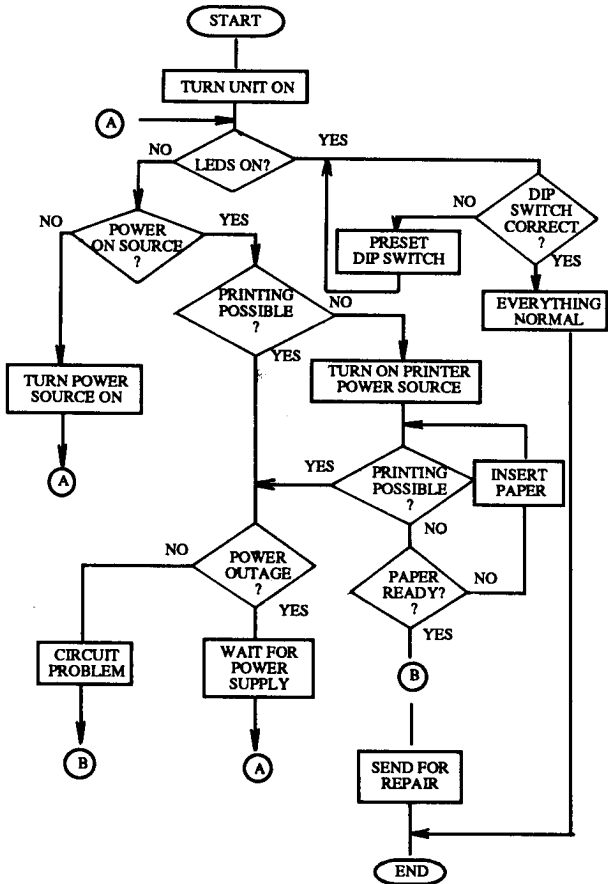 START
TURN UNIT ON
A
YES
NO
LEDS ON?
DIP
SWITCH
CORRECT
?
NO
NO
POWER
ON SOURCE
?
YES
PRESET
DIP SWITCH
YES
PRINTING
POSSIBLE
?
NO
EVERYTHING
NORMAL
YES
TURN POWER
SOURCE ON
TURN ON PRINTER
POWER SOURCE
A
YES
PRINTING
POSSIBLE
?
INSERT
PAPER
NO
NO
POWER
OUTAGE
?
PAPER
READY?
?
NO
YES
YES
CIRCUIT
PROBLEM
WAIT FOR
POWER
SUPPLY
B
B
A
SEND FOR
REPAIR
END